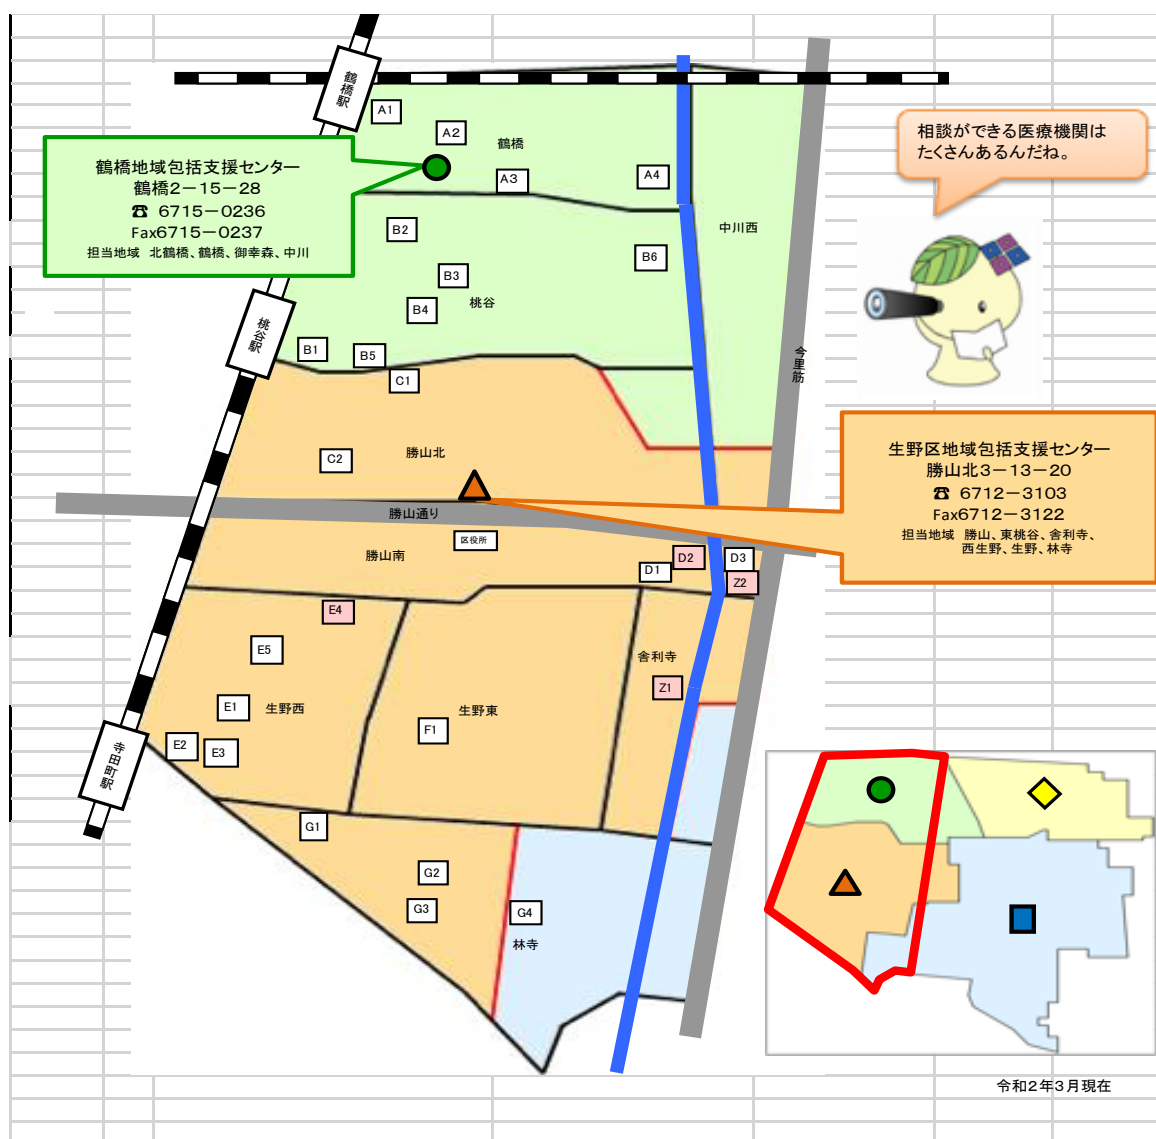 鶴橋駅
A1
A2
鶴橋
A3
A4
相談ができる医療機関は
たくさんあるんだね。
鶴橋地域包括支援センター
鶴橋2－15－28
☎ 6715－0236
Fax6715－0237
担当地域 北鶴橋、鶴橋、御幸森、中川
中川西
B2
B6
B3
B4
桃谷
桃谷駅
B1
B5
今里筋
C1
C2
勝山北
生野区地域包括支援センター
勝山北3－13－20
☎ 6712－3103
Fax6712－3122
担当地域 勝山、東桃谷、舎利寺、
西生野、生野、林寺
勝山通り
区役所
勝山南
D1
D2
D3
Z2
E4
E5
舎利寺
Z1
E1
生野西
生野東
F1
E2
E3
寺田町駅
G1
G2
G3
G4
林寺
令和2年3月現在